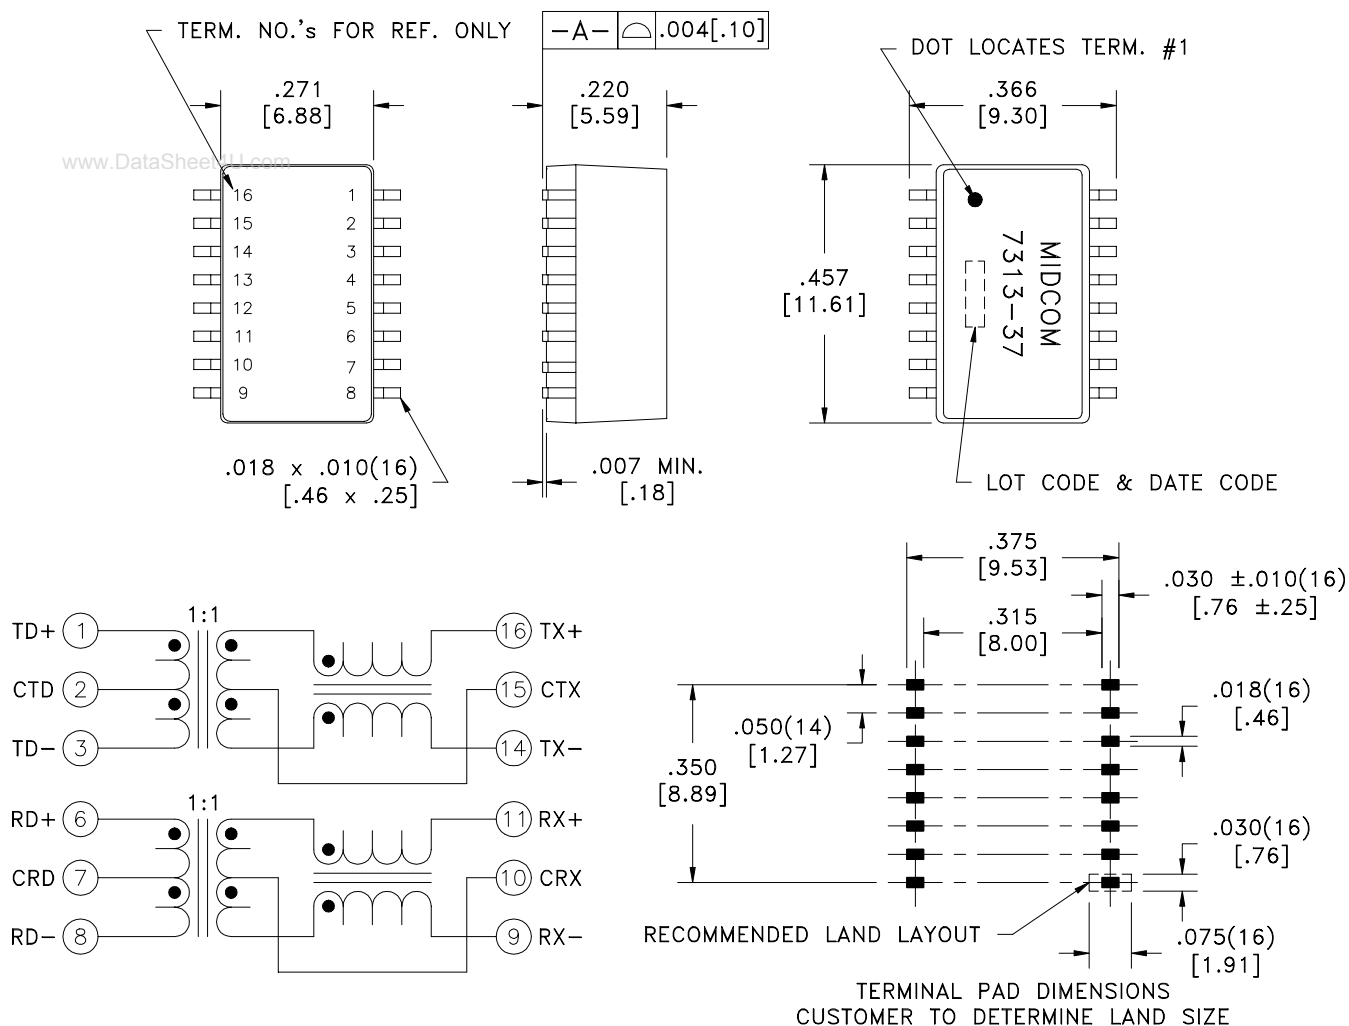 TERM. NO.'s FOR REF. ONLY
-A- ⌓ .004[.10]
DOT LOCATES TERM. #1
.271
[6.88]
.220
[5.59]
.366
[9.30]
www.DataSheet4U.com
16 1
15 2
14 3
13 4
12 5
11 6
10 7
9 8
.457
[11.61]
MIDCOM
7313-37
.018 x .010(16)
[.46 x .25]
.007 MIN.
[.18]
LOT CODE & DATE CODE
1:1
TD+ 1
CTD 2
TD- 3
16 TX+
15 CTX
14 TX-
1:1
RD+ 6
CRD 7
RD- 8
11 RX+
10 CRX
9 RX-
.375
[9.53]
.030 ±.010(16)
[.76 ±.25]
.315
[8.00]
.018(16)
[.46]
.050(14)
[1.27]
.350
[8.89]
.030(16)
[.76]
RECOMMENDED LAND LAYOUT
.075(16)
[1.91]
TERMINAL PAD DIMENSIONS
CUSTOMER TO DETERMINE LAND SIZE